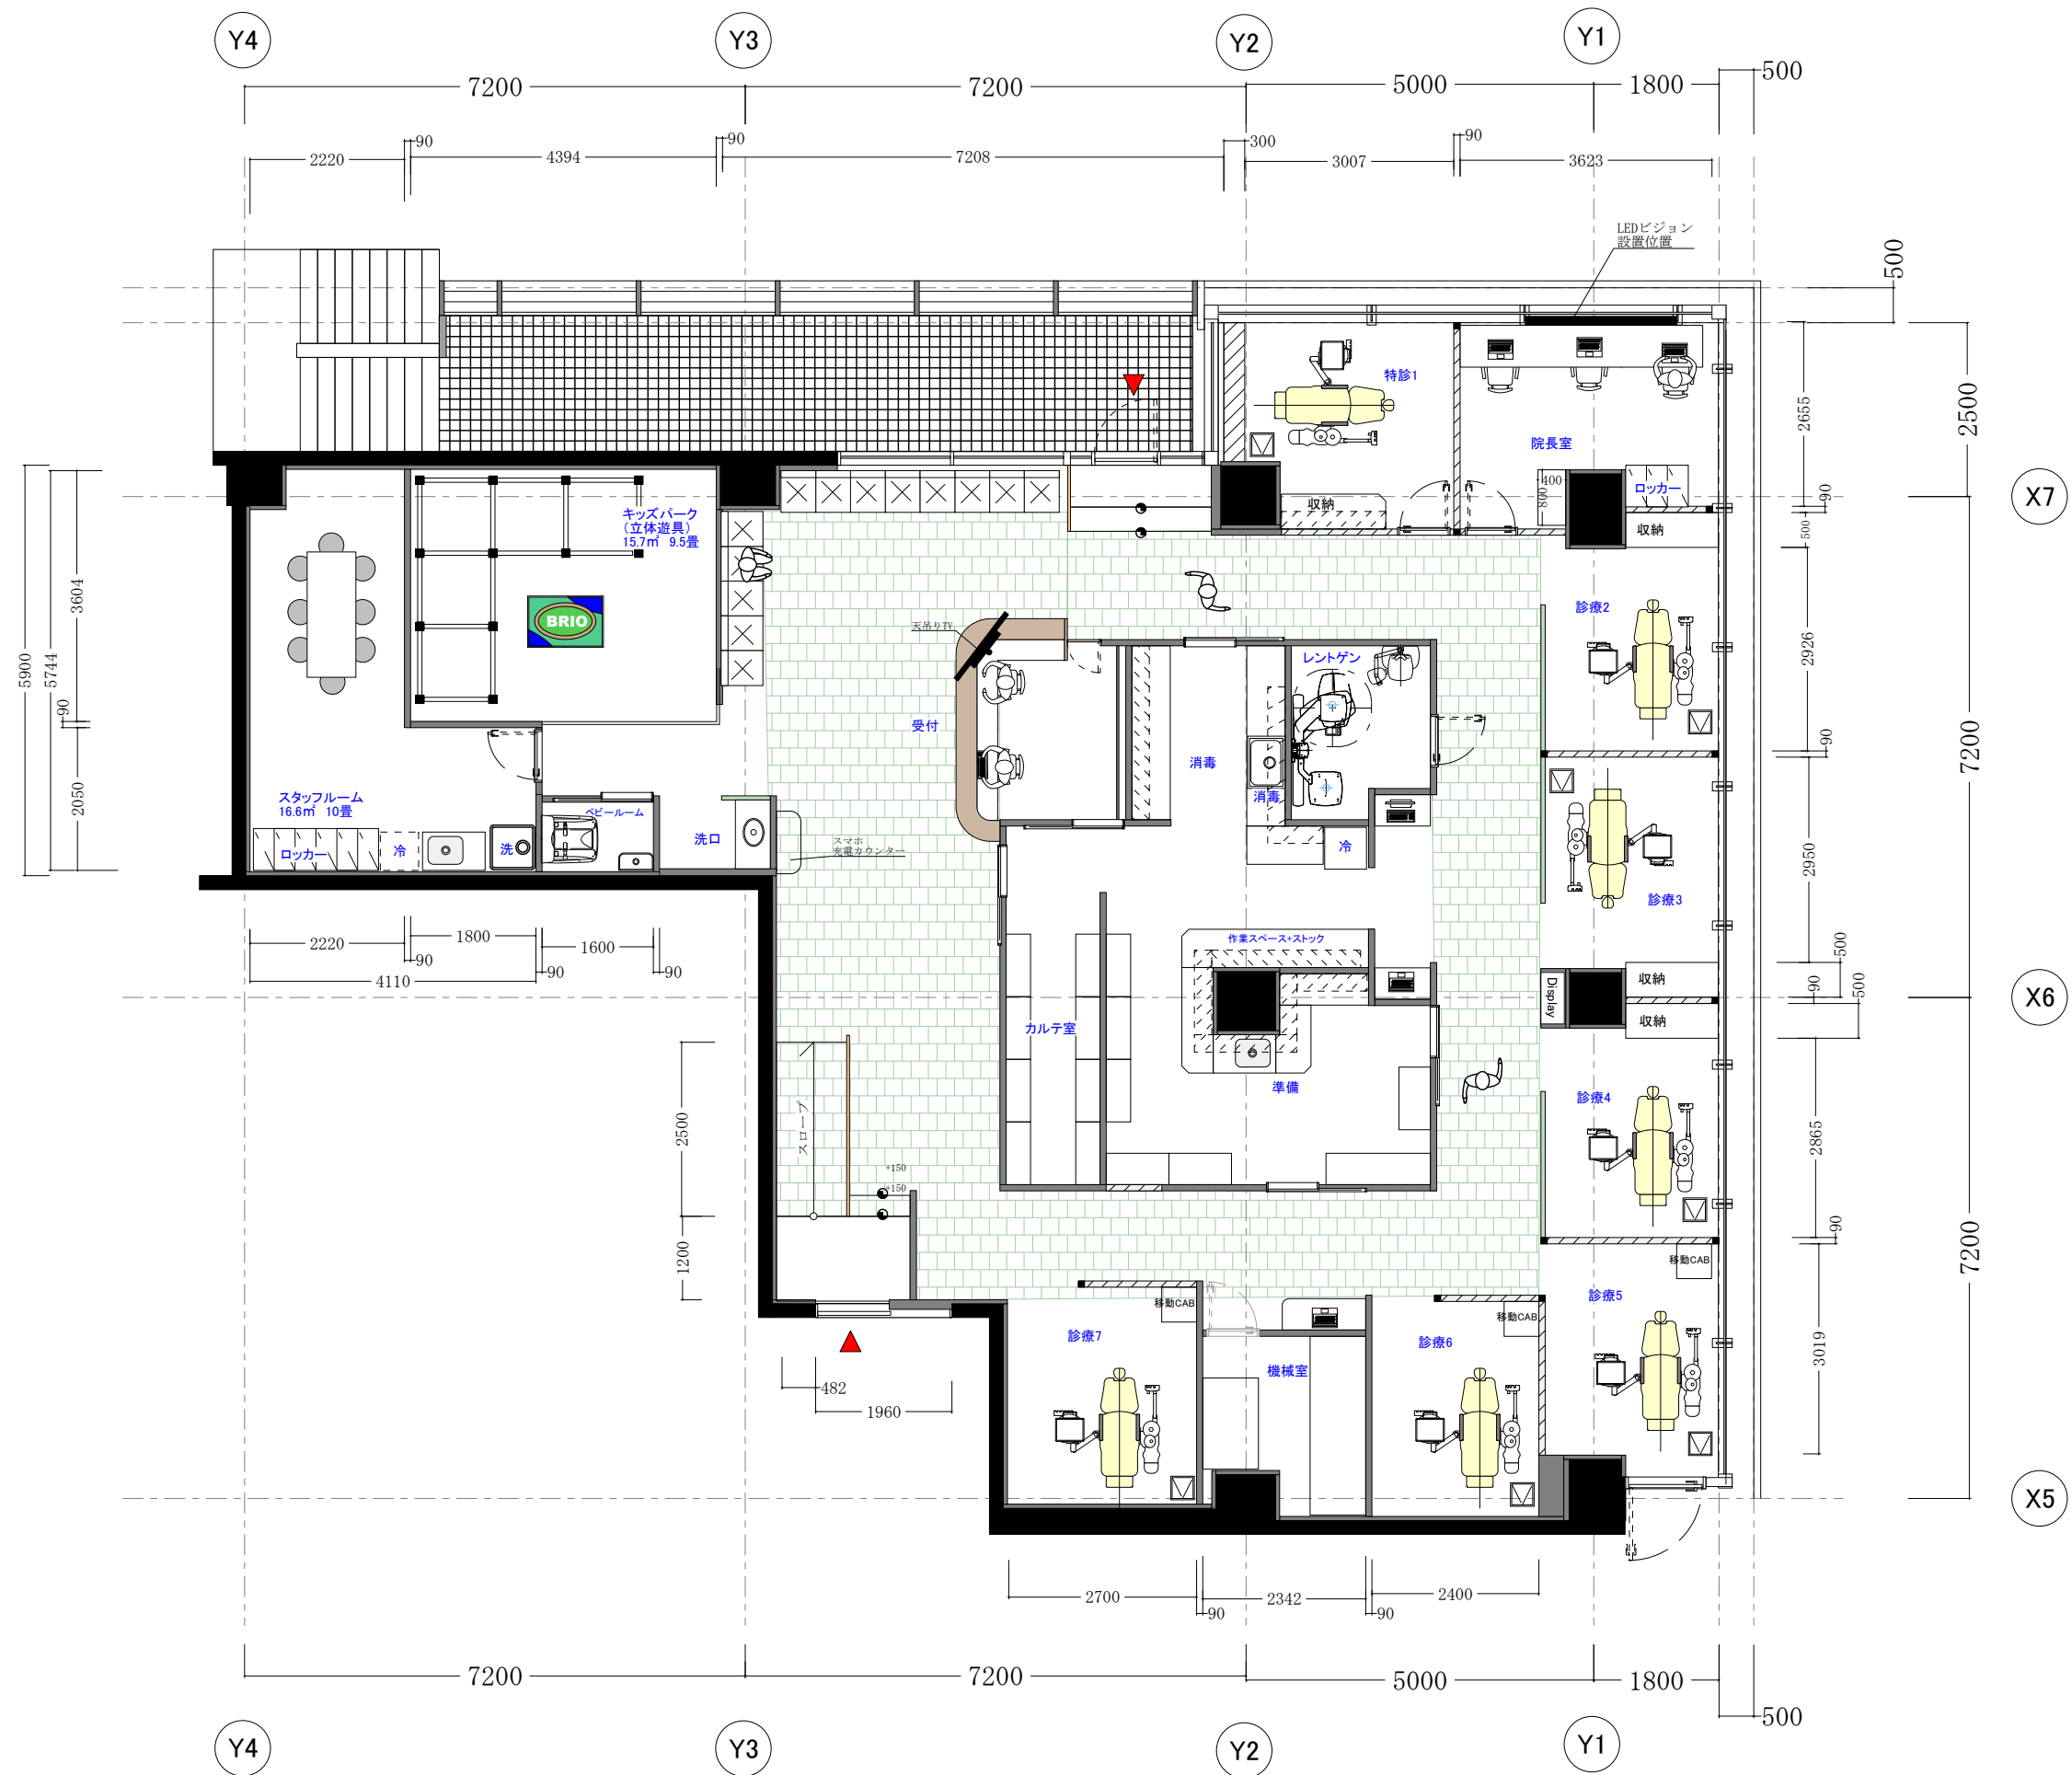 Y4
Y3
Y2
Y1
7200
7200
5000
1800
500
90
90
300
90
2220
4394
7208
3007
3623
LEDビジョン
設置位置
500
特診1
院長室
2655
2500
400
800
ロッカー
収納
収納
90
X7
キッズパーク
(立体遊具)
15.7㎡ 9.5畳
500
BRIO
天吊りTV
3604
5900
5744
90
2050
診療2
2926
レントゲン
受付
消毒
消毒
90
7200
スタッフルーム
16.6㎡ 10畳
ベビールーム
ロッカー
冷
洗
洗口
スマホ
充電カウンター
冷
2950
診療3
作業スペース+ストック
500
2220
1800
1600
90
90
90
4110
収納
Display
90
500
X6
収納
カルテ室
準備
診療4
2500
スロープ
2865
+150
+150
1200
90
7200
移動CAB
移動CAB
移動CAB
診療5
診療7
診療6
機械室
3019
482
1960
X5
2700
2342
2400
90
90
7200
7200
5000
1800
500
Y4
Y3
Y2
Y1